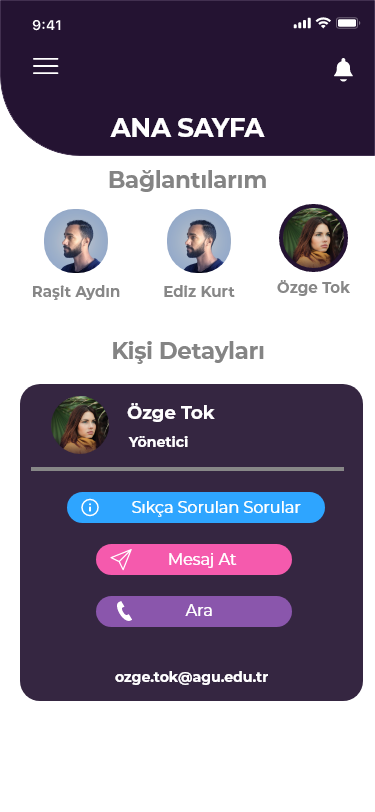 9:41
ANA SAYFA
Bağlantılarım
Raşit Aydın
Ediz Kurt
Özge Tok
Kişi Detayları
Özge Tok
Yönetici
Sıkça Sorulan Sorular
Mesaj At
Ara
ozge.tok@agu.edu.tr